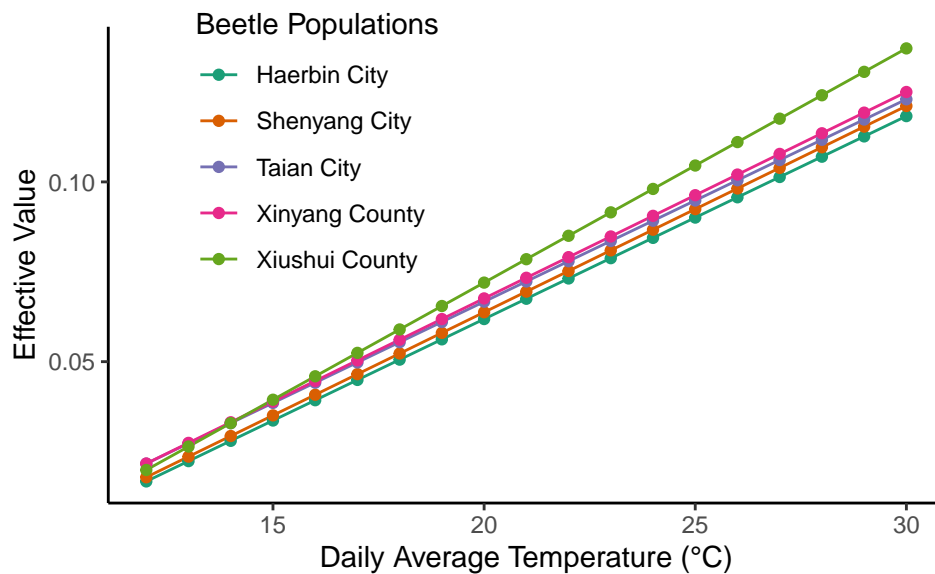 Beetle Populations
Haerbin City
Shenyang City
Taian City
Xinyang County
Xiushui County
Effective Value
0.10
0.05
15 20 25 30
Daily Average Temperature (°C)